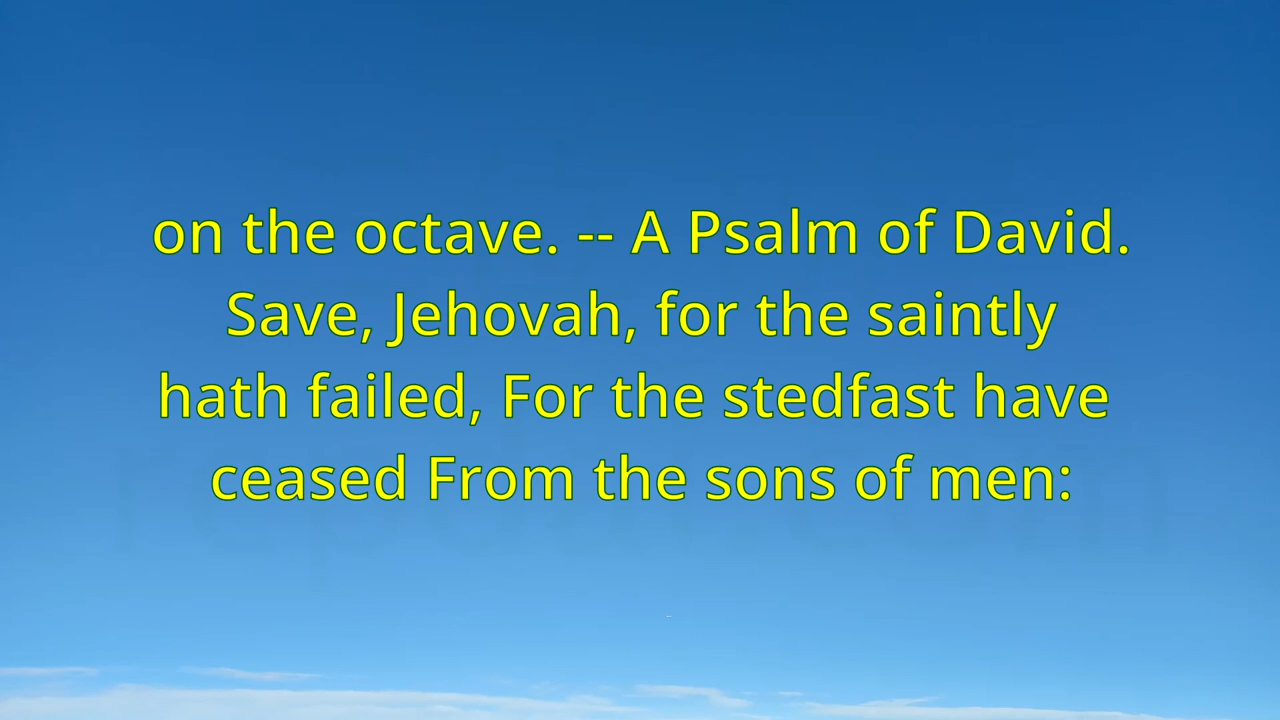 on the octave. -- A Psalm of David.
Save, Jehovah, for the saintly
hath failed, For the stedfast have
ceased From the sons of men: